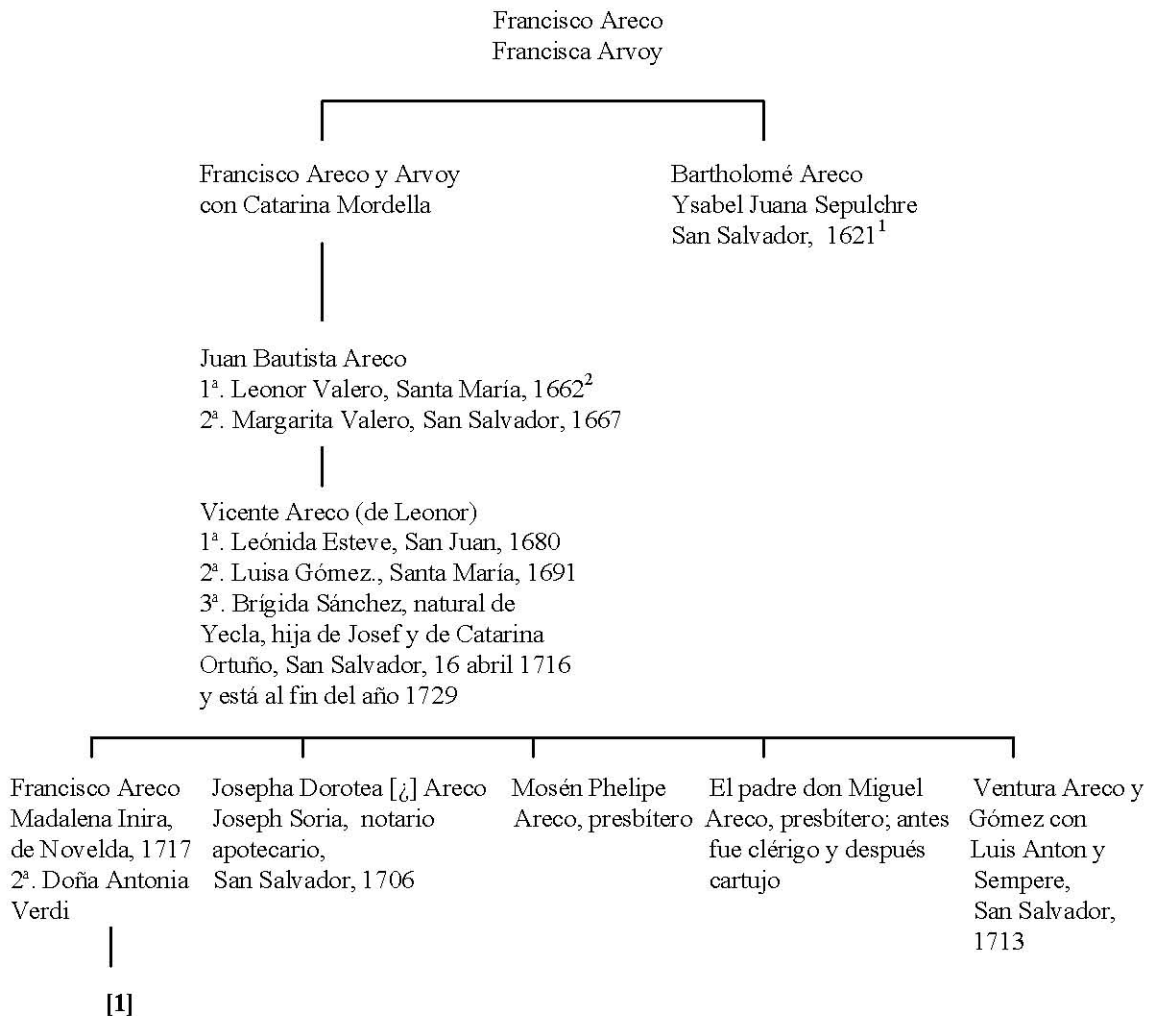 Francisco Areco
Francisca Arvoy
Francisco Areco y Arvoy
con Catarina Mordella
Bartholomé Areco
Ysabel Juana Sepulchre
San Salvador, 1621¹
Juan Bautista Areco
1ª. Leonor Valero, Santa María, 1662²
2ª. Margarita Valero, San Salvador, 1667
Vicente Areco (de Leonor)
1ª. Leónida Esteve, San Juan, 1680
2ª. Luisa Gómez., Santa María, 1691
3ª. Brígida Sánchez, natural de
Yecla, hija de Josef y de Catarina
Ortuño, San Salvador, 16 abril 1716
y está al fin del año 1729
Francisco Areco
Madalena Inira,
de Novelda, 1717
2ª. Doña Antonia
Verdi
Josepha Dorotea [¿] Areco
Joseph Soria, notario
apotecario,
San Salvador, 1706
Mosén Phelipe
Areco, presbítero
El padre don Miguel
Areco, presbítero; antes
fue clérigo y después
cartujo
Ventura Areco y
Gómez con
Luis Anton y
Sempere,
San Salvador,
1713
[1]